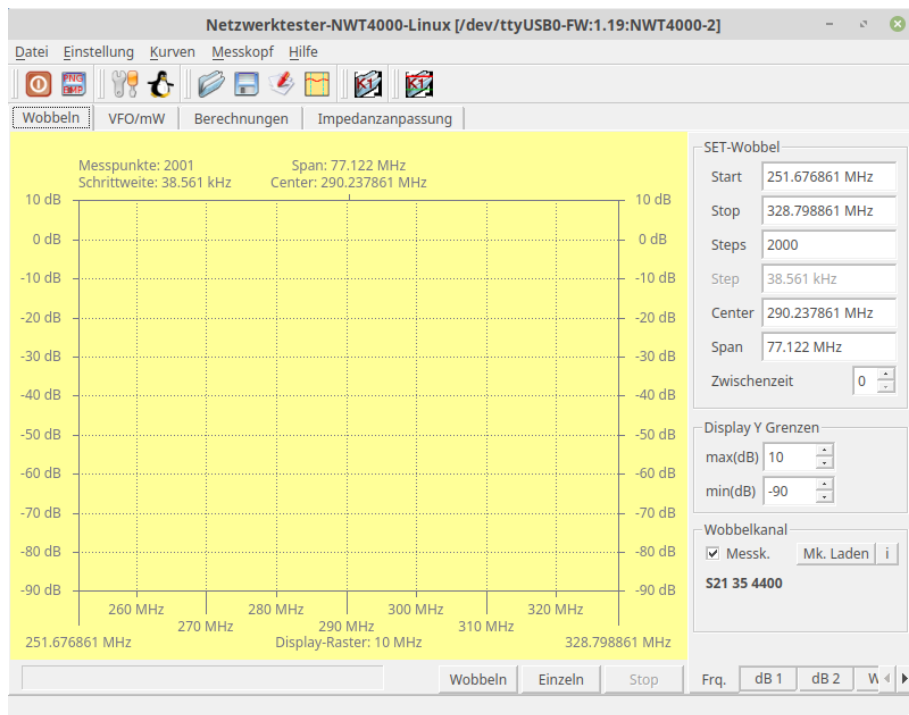 Netzwerktester-NWT4000-Linux [/dev/ttyUSB0-FW:1.19:NWT4000-2]
Datei Einstellung Kurven Messkopf Hilfe
PNG
BMP
K1
K1
Wobbeln VFO/mW Berechnungen Impedanzanpassung
Messpunkte: 2001 Span: 77.122 MHz
Schrittweite: 38.561 kHz Center: 290.237861 MHz
10 dB 10 dB
0 dB 0 dB
-10 dB -10 dB
-20 dB -20 dB
-30 dB -30 dB
-40 dB -40 dB
-50 dB -50 dB
-60 dB -60 dB
-70 dB -70 dB
-80 dB -80 dB
-90 dB -90 dB
260 MHz 280 MHz 300 MHz 320 MHz
270 MHz 290 MHz 310 MHz
251.676861 MHz Display-Raster: 10 MHz 328.798861 MHz
SET-Wobbel
Start 251.676861 MHz
Stop 328.798861 MHz
Steps 2000
Step 38.561 kHz
Center 290.237861 MHz
Span 77.122 MHz
Zwischenzeit 0
Display Y Grenzen
max(dB) 10
min(dB) -90
Wobbelkanal
Messk. Mk. Laden i
S21 35 4400
Wobbeln Einzeln Stop
Frq. dB 1 dB 2